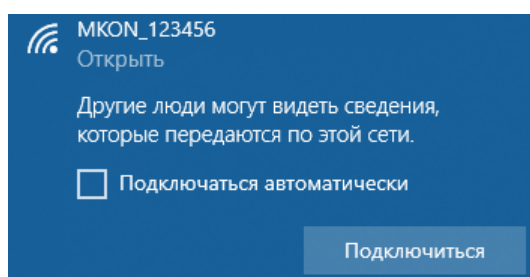 MKON_123456
Открыть
Другие люди могут видеть сведения,
которые передаются по этой сети.
Подключаться автоматически
Подключиться